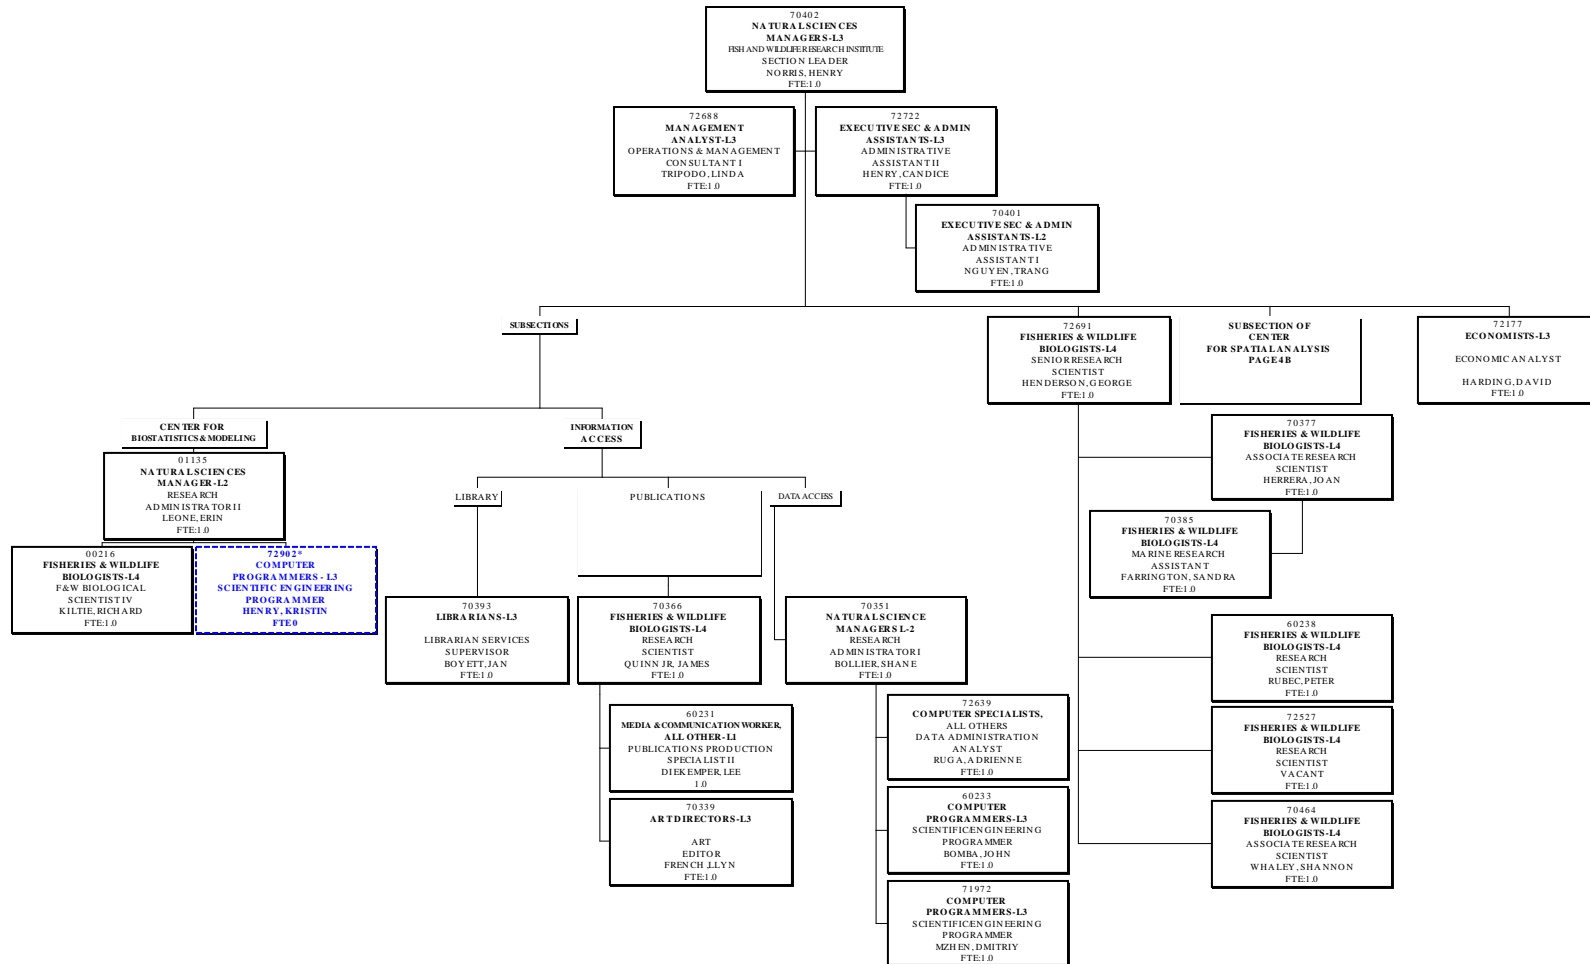 70402
NATURAL SCIENCES
MANAGERS-L3
FISH AND WILDLIFE RESEARCH INSTITUTE
SECTION LEADER
NORRIS, HENRY
FTE:1.0
72688
MANAGEMENT
ANALYST-L3
OPERATIONS & MANAGEMENT
CONSULTANT I
TRIPODO, LINDA
FTE:1.0
72722
EXECUTIVE SEC & ADMIN
ASSISTANTS-L3
ADMINISTRATIVE
ASSISTANT II
HENRY, CANDICE
FTE:1.0
70401
EXECUTIVE SEC & ADMIN
ASSISTANTS-L2
ADMINISTRATIVE
ASSISTANT I
NGUYEN, TRANG
FTE:1.0
SUBSECTIONS
72691
FISHERIES & WILDLIFE
BIOLOGISTS-L4
SENIOR RESEARCH
SCIENTIST
HENDERSON, GEORGE
FTE:1.0
SUBSECTION OF
CENTER
FOR SPATIAL ANALYSIS
PAGE 4B
72177
ECONOMISTS-L3
ECONOMIC ANALYST
HARDING, DAVID
FTE:1.0
CENTER FOR
BIOSTATISTICS & MODELING
INFORMATION
ACCESS
01135
NATURAL SCIENCES
MANAGER-L2
RESEARCH
ADMINISTRATOR II
LEONE, ERIN
FTE:1.0
00216
FISHERIES & WILDLIFE
BIOLOGISTS-L4
F&W BIOLOGICAL
SCIENTIST IV
KILTIE, RICHARD
FTE:1.0
72902*
COMPUTER
PROGRAMMERS - L3
SCIENTIFIC ENGINEERING
PROGRAMMER
HENRY, KRISTIN
FTE 0
LIBRARY
PUBLICATIONS
DATA ACCESS
70393
LIBRARIANS-L3
LIBRARIAN SERVICES
SUPERVISOR
BOYETT, JAN
FTE:1.0
70366
FISHERIES & WILDLIFE
BIOLOGISTS-L4
RESEARCH
SCIENTIST
QUINN JR, JAMES
FTE:1.0
70351
NATURAL SCIENCE
MANAGERS L-2
RESEARCH
ADMINISTRATOR I
BOLLIER, SHANE
FTE:1.0
60231
MEDIA & COMMUNICATION WORKER,
ALL OTHER-L1
PUBLICATIONS PRODUCTION
SPECIALIST II
DIEKEMPER, LEE
1.0
70339
ART DIRECTORS-L3
ART
EDITOR
FRENCH ,LLYN
FTE:1.0
72639
COMPUTER SPECIALISTS,
ALL OTHERS
DATA ADMINISTRATION
ANALYST
RUGA, ADRIENNE
FTE:1.0
60233
COMPUTER
PROGRAMMERS-L3
SCIENTIFIC/ENGINEERING
PROGRAMMER
BOMBA, JOHN
FTE:1.0
71972
COMPUTER
PROGRAMMERS-L3
SCIENTIFIC/ENGINEERING
PROGRAMMER
MZHEN, DMITRIY
FTE:1.0
70377
FISHERIES & WILDLIFE
BIOLOGISTS-L4
ASSOCIATE RESEARCH
SCIENTIST
HERRERA, JOAN
FTE:1.0
70385
FISHERIES & WILDLIFE
BIOLOGISTS-L4
MARINE RESEARCH
ASSISTANT
FARRINGTON, SANDRA
FTE:1.0
60238
FISHERIES & WILDLIFE
BIOLOGISTS-L4
RESEARCH
SCIENTIST
RUBEC, PETER
FTE:1.0
72527
FISHERIES & WILDLIFE
BIOLOGISTS-L4
RESEARCH
SCIENTIST
VACANT
FTE:1.0
70464
FISHERIES & WILDLIFE
BIOLOGISTS-L4
ASSOCIATE RESEARCH
SCIENTIST
WHALEY, SHANNON
FTE:1.0